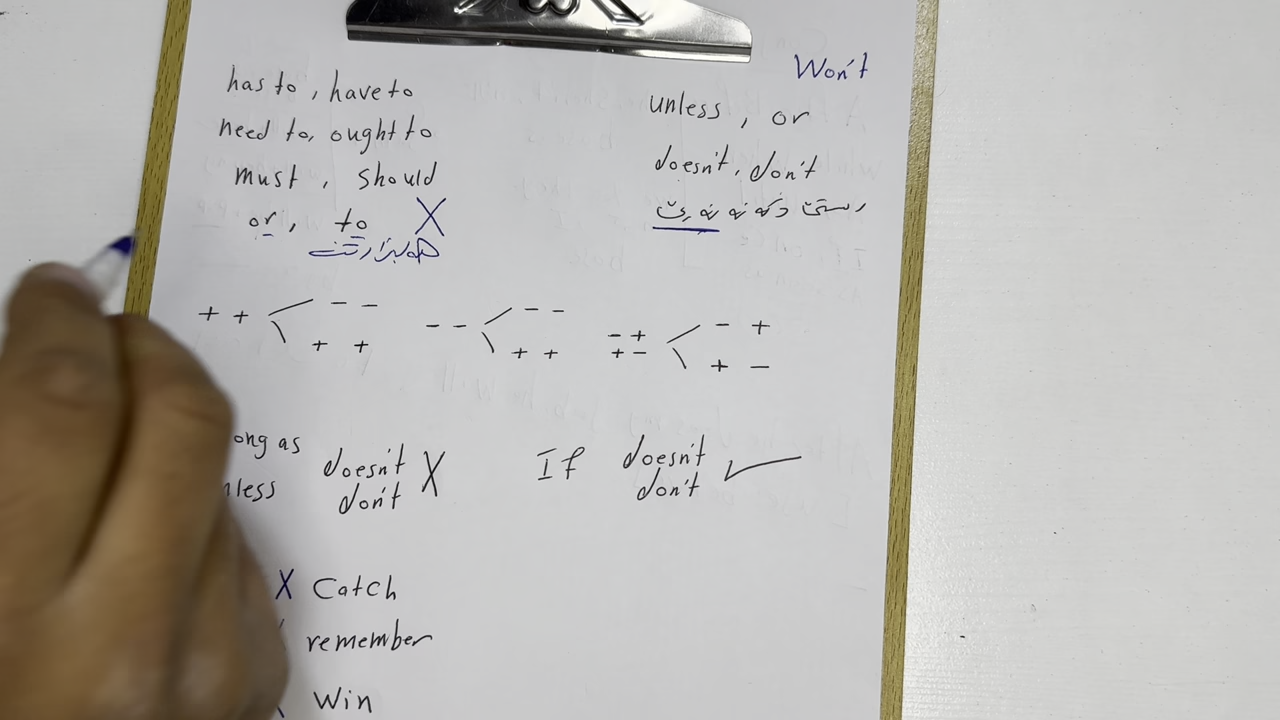 Won't
has to, have to
need to, ought to
must, should
or, to X
هەڵبژاردن
unless, or
doesn't, don't
+ + - - + +
- - - - + +
- + + - - + + -
ong as
nless
doesn't
don't X
If doesn't
don't ✓
X Catch
remember
Win